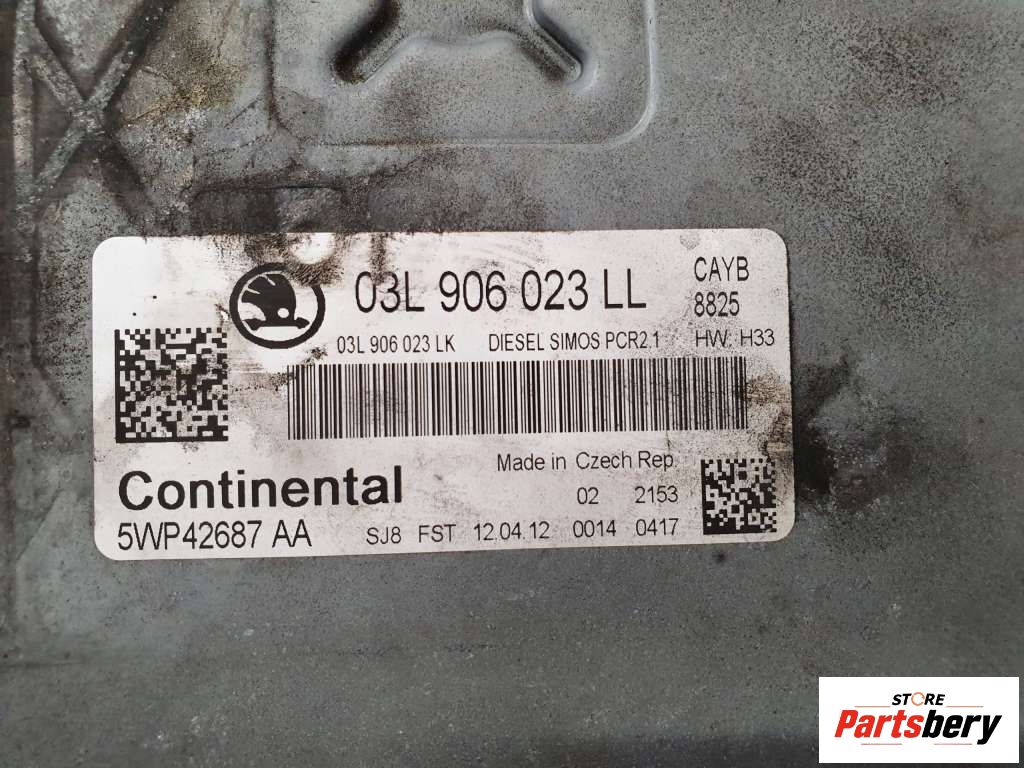 03L 906 023 LL
CAYB
8825
03L 906 023 LK DIESEL SIMOS PCR2.1 HW: H33
Made in Czech Rep.
02 2153
Continental
5WP42687 AA SJ8 FST 12.04.12 0014 0417
STORE
Partsbery